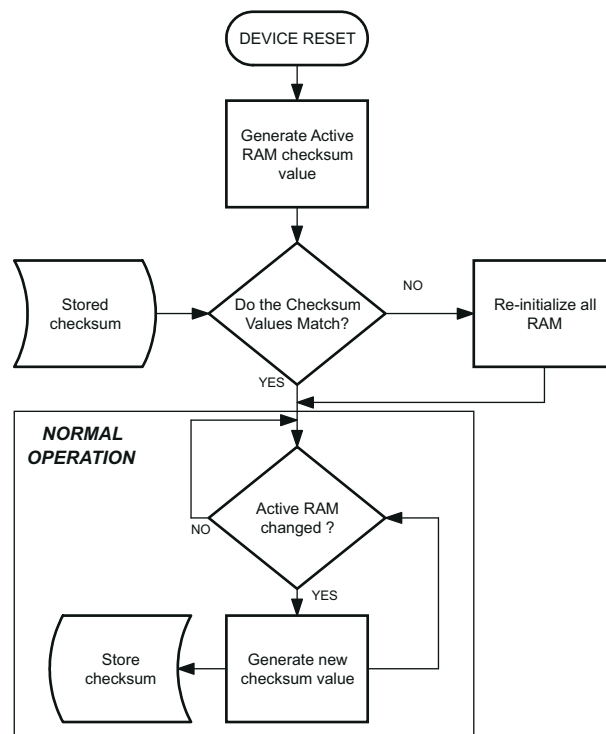 DEVICE RESET
Generate Active
RAM checksum
value
Stored
checksum
Do the Checksum
Values Match?
NO
Re-initialize all
RAM
YES
NORMAL
OPERATION
Active RAM
changed ?
NO
YES
Store
checksum
Generate new
checksum value